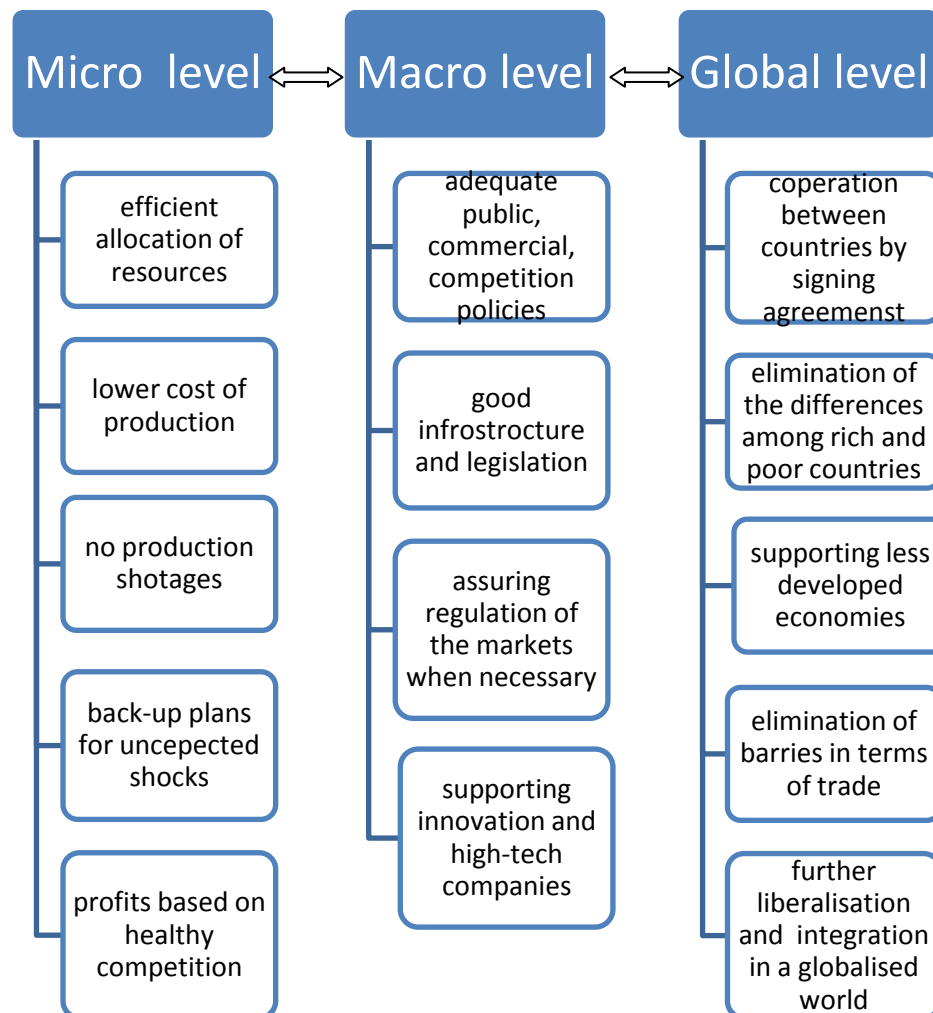 Micro level
Macro level
Global level
efficient
allocation of
resources
lower cost of
production
no production
shotages
back-up plans
for uncepected
shocks
profits based on
healthy
competition
adequate
public,
commercial,
competition
policies
good
infrostrocture
and legislation
assuring
regulation of
the markets
when necessary
supporting
innovation and
high-tech
companies
coperation
between
countries by
signing
agreemenst
elimination of
the differences
among rich and
poor countries
supporting less
developed
economies
elimination of
barries in terms
of trade
further
liberalisation
and integration
in a globalised
world